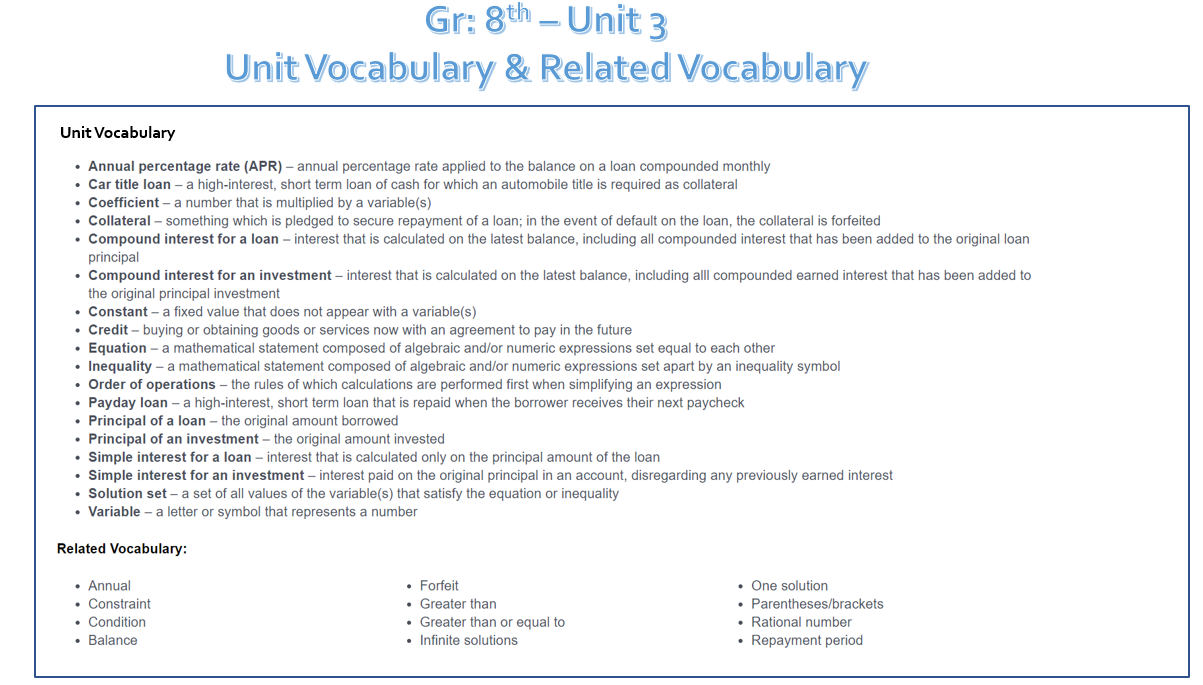 Gr: 8th – Unit 3
Unit Vocabulary & Related Vocabulary
Unit Vocabulary
• Annual percentage rate (APR) – annual percentage rate applied to the balance on a loan compounded monthly
• Car title loan – a high-interest, short term loan of cash for which an automobile title is required as collateral
• Coefficient – a number that is multiplied by a variable(s)
• Collateral – something which is pledged to secure repayment of a loan; in the event of default on the loan, the collateral is forfeited
• Compound interest for a loan – interest that is calculated on the latest balance, including all compounded interest that has been added to the original loan
principal
• Compound interest for an investment – interest that is calculated on the latest balance, including alll compounded earned interest that has been added to
the original principal investment
• Constant – a fixed value that does not appear with a variable(s)
• Credit – buying or obtaining goods or services now with an agreement to pay in the future
• Equation – a mathematical statement composed of algebraic and/or numeric expressions set equal to each other
• Inequality – a mathematical statement composed of algebraic and/or numeric expressions set apart by an inequality symbol
• Order of operations – the rules of which calculations are performed first when simplifying an expression
• Payday loan – a high-interest, short term loan that is repaid when the borrower receives their next paycheck
• Principal of a loan – the original amount borrowed
• Principal of an investment – the original amount invested
• Simple interest for a loan – interest that is calculated only on the principal amount of the loan
• Simple interest for an investment – interest paid on the original principal in an account, disregarding any previously earned interest
• Solution set – a set of all values of the variable(s) that satisfy the equation or inequality
• Variable – a letter or symbol that represents a number
Related Vocabulary:
• Annual
• Constraint
• Condition
• Balance
• Forfeit
• Greater than
• Greater than or equal to
• Infinite solutions
• One solution
• Parentheses/brackets
• Rational number
• Repayment period